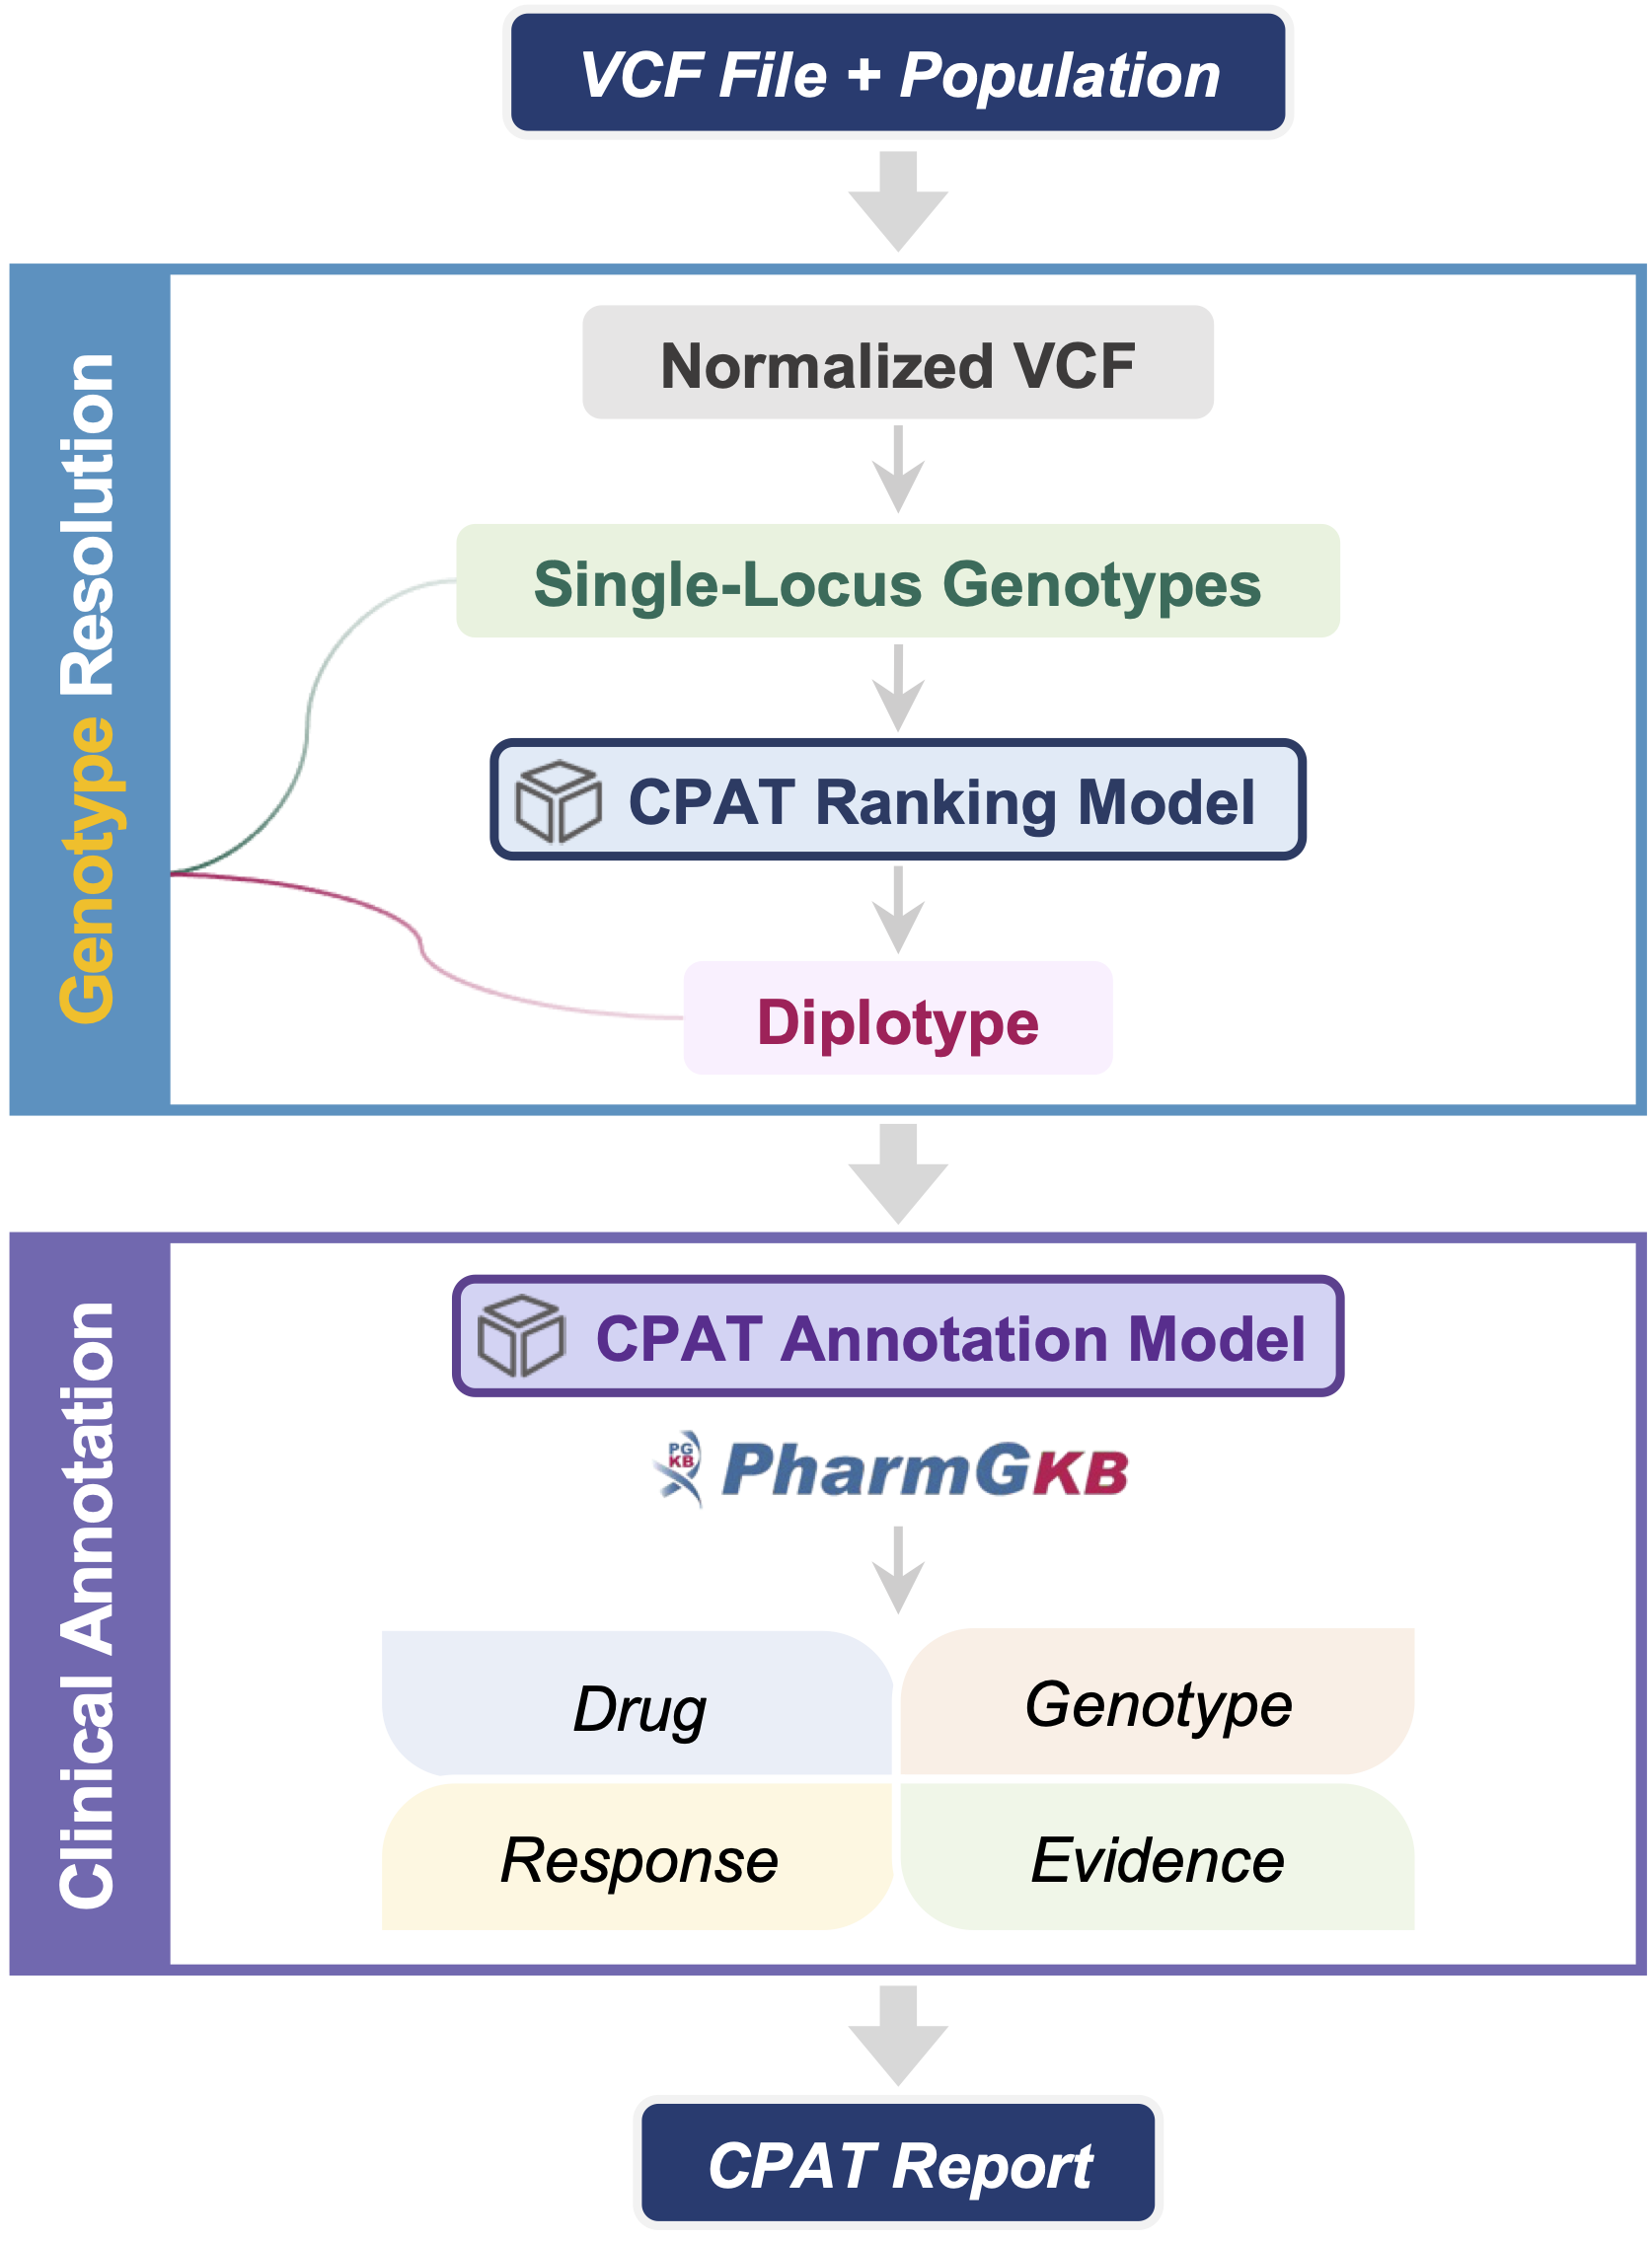 VCF File + Population
Genotype Resolution
Normalized VCF
Single-Locus Genotypes
CPAT Ranking Model
Diplotype
Clinical Annotation
CPAT Annotation Model
PG
KB
PharmGKB
Drug
Genotype
Response
Evidence
CPAT Report